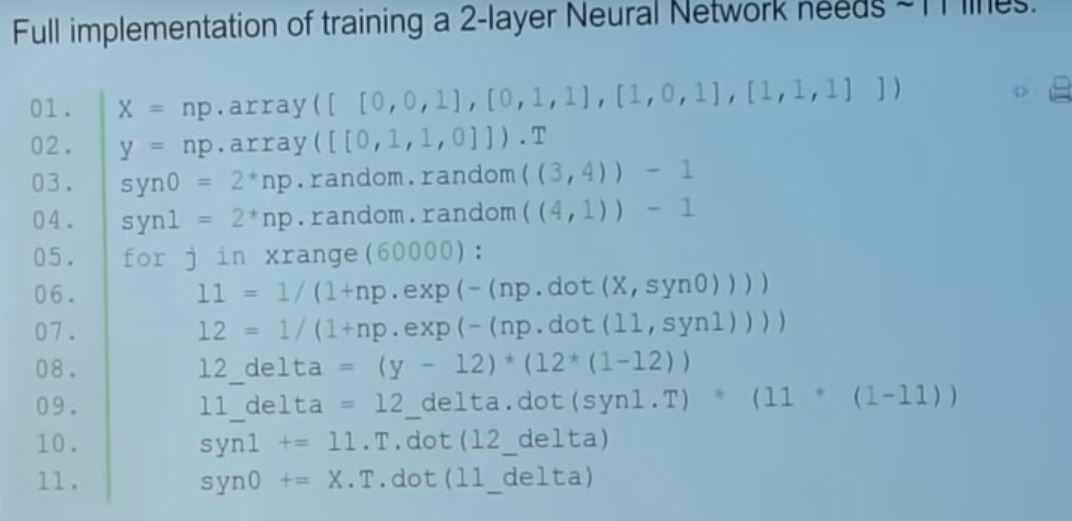 Full implementation of training a 2-layer Neural Network needs ~11 lines:
01. X = np.array([ [0,0,1],[0,1,1],[1,0,1],[1,1,1] ])
02. y = np.array([[0,1,1,0]]).T
03. syn0 = 2*np.random.random((3,4)) - 1
04. syn1 = 2*np.random.random((4,1)) - 1
05. for j in xrange(60000):
06. l1 = 1/(1+np.exp(-(np.dot(X,syn0))))
07. l2 = 1/(1+np.exp(-(np.dot(l1,syn1))))
08. l2_delta = (y - l2)*(l2*(1-l2))
09. l1_delta = l2_delta.dot(syn1.T) * (l1 * (1-l1))
10. syn1 += l1.T.dot(l2_delta)
11. syn0 += X.T.dot(l1_delta)